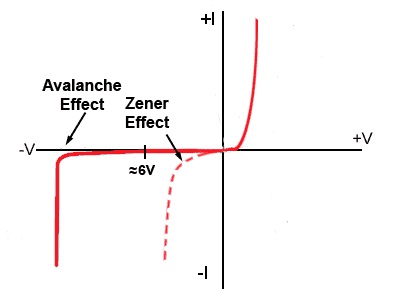 +I
Avalanche
Effect
Zener
Effect
-V
+V
≈6V
-I